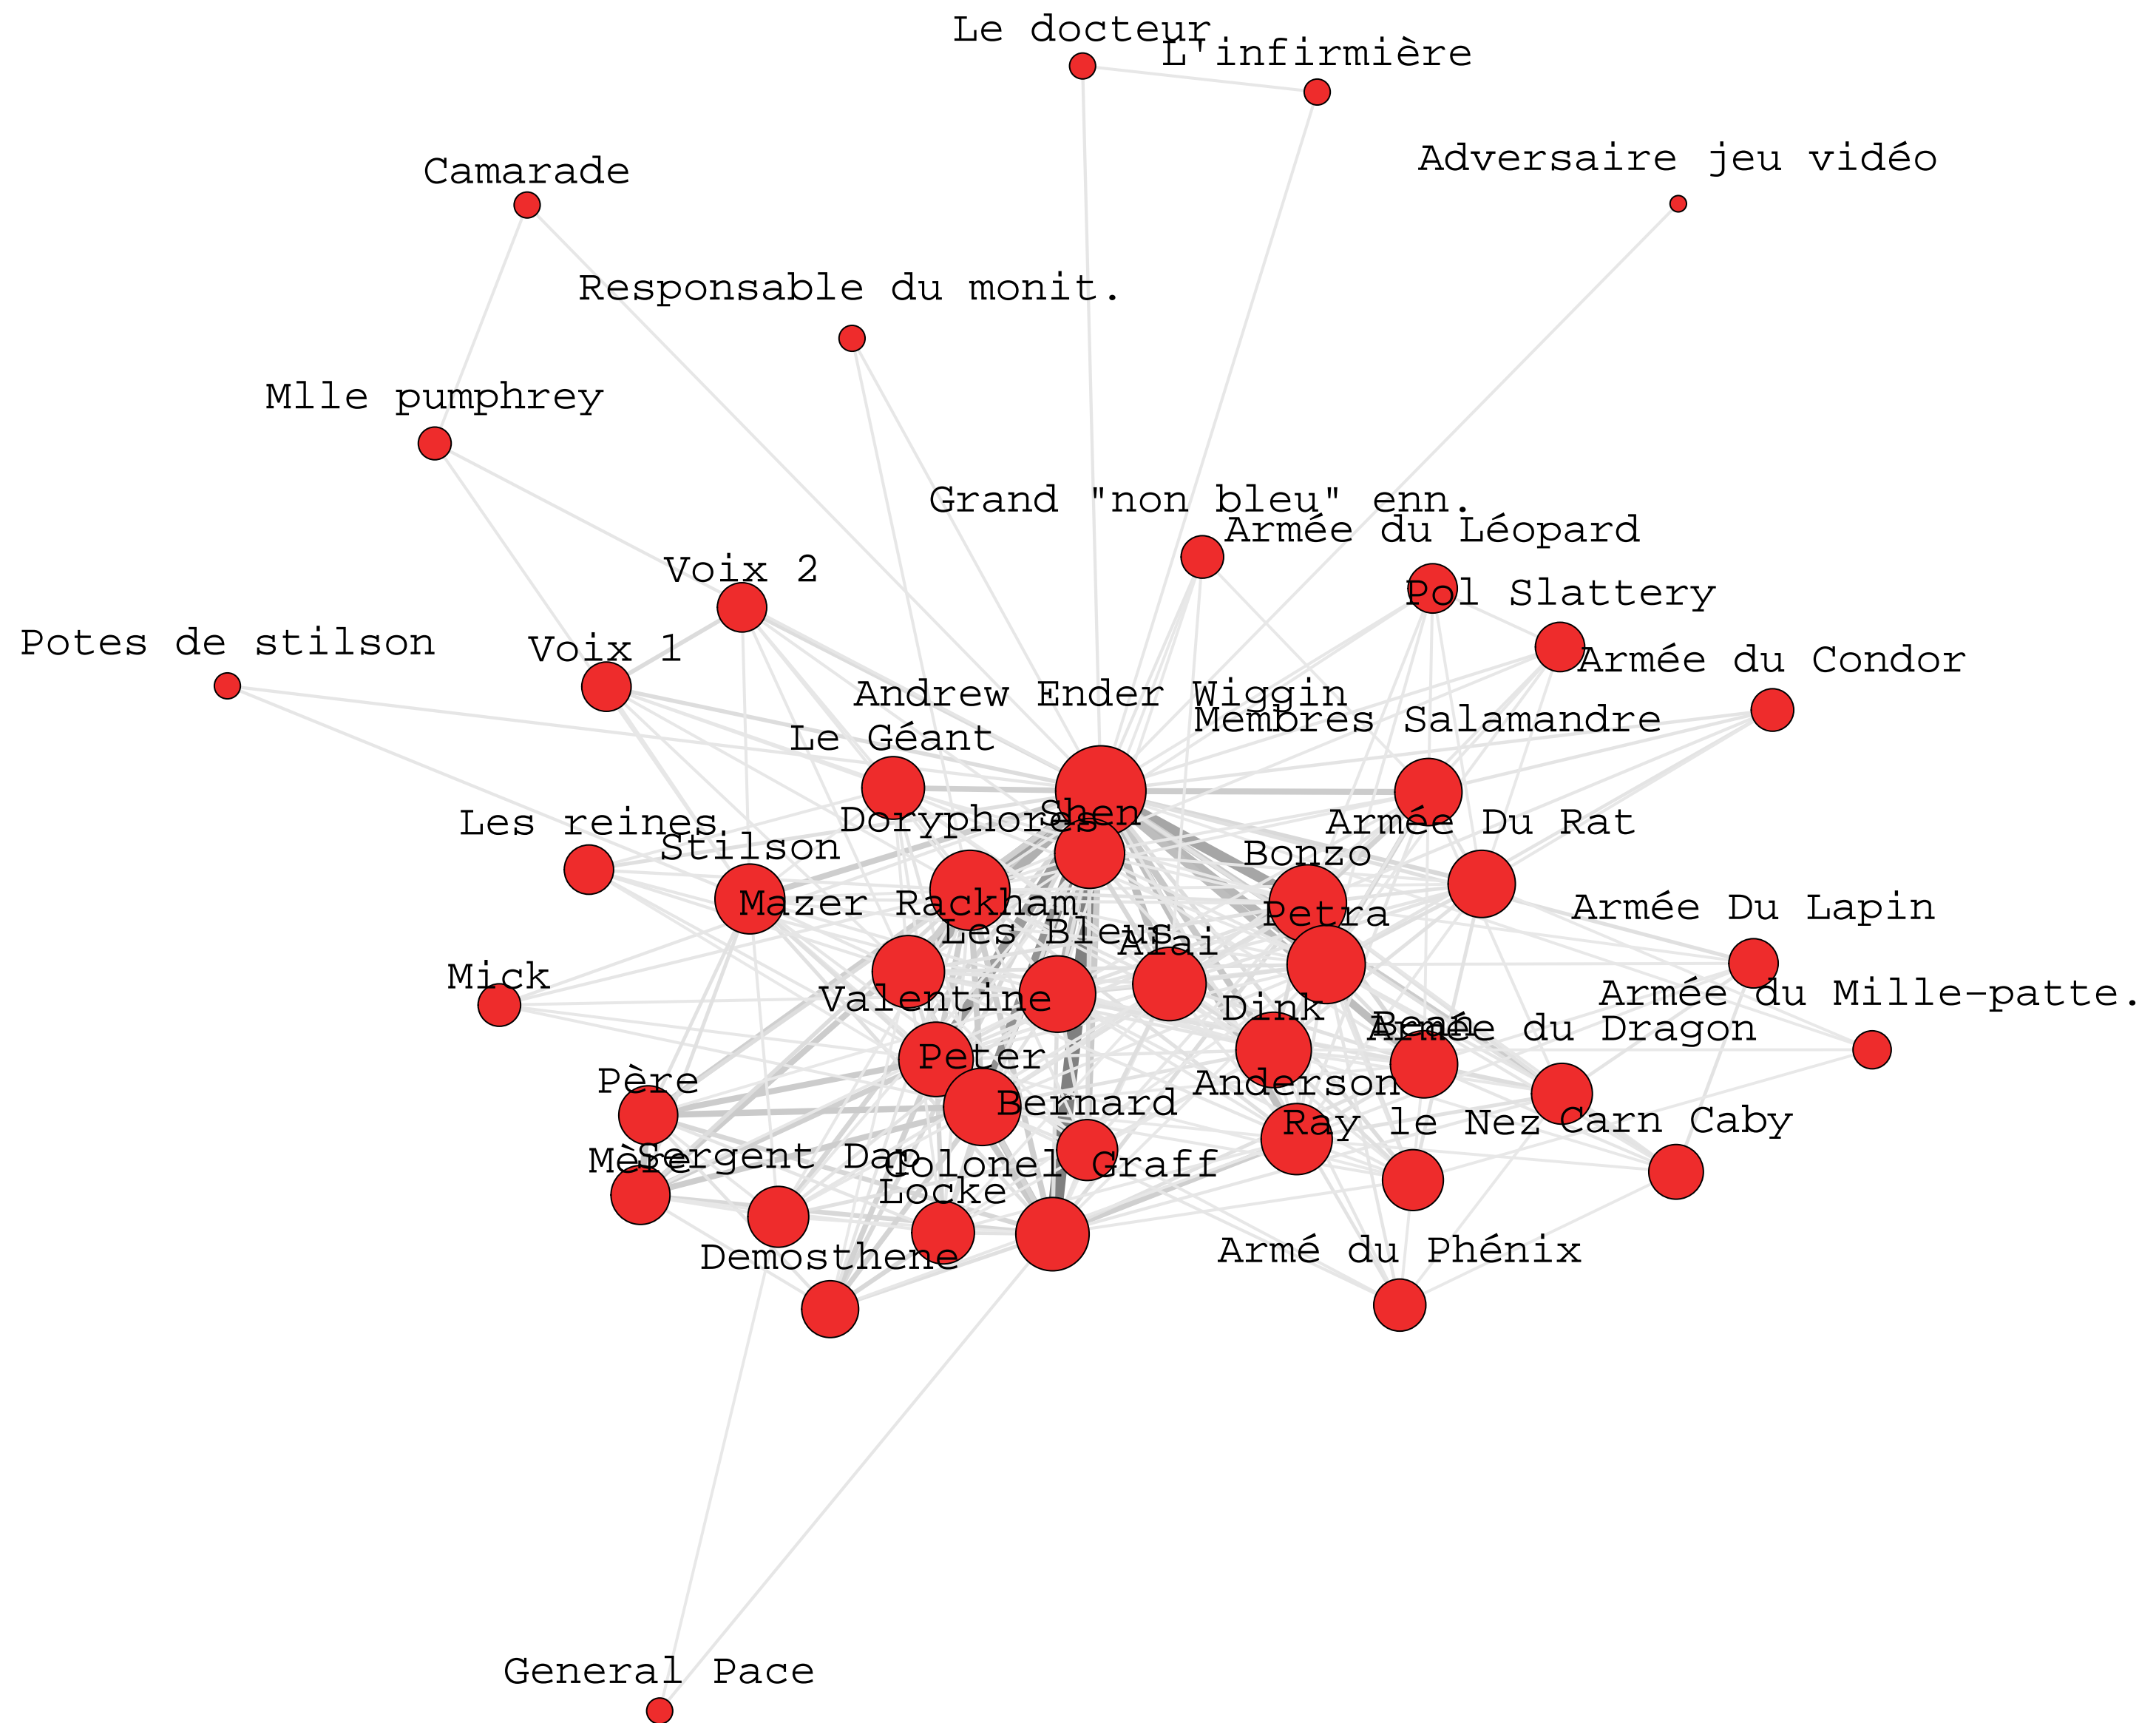 Le docteur
L'infirmière
Adversaire jeu vidéo
Camarade
Responsable du monit.
Mlle pumphrey
Grand "non bleu" enn.
Armée du Léopard
Voix 2
Pol Slattery
Potes de stilson
Voix 1
Armée du Condor
Andrew Ender Wiggin
Membres Salamandre
Le Géant
Les reines
Doryphores
Shen
Armée Du Rat
Stilson
Bonzo
Mazer Rackham
Petra
Armée Du Lapin
Les Bleus
Alai
Mick
Valentine
Dink
Armée du Mille-patte.
Bean
Armée du Dragon
Peter
Père
Anderson
Bernard
Ray le Nez
Carn Caby
Mère
Sergent Dap
Colonel Graff
Locke
Demosthene
Armé du Phénix
General Pace